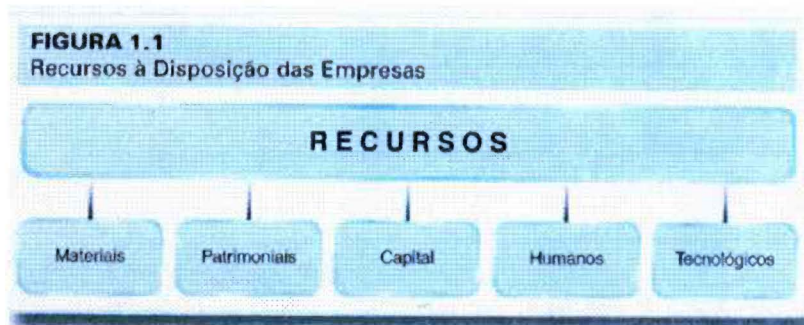 FIGURA 1.1
Recursos à Disposição das Empresas
RECURSOS
Materiais
Patrimoniais
Capital
Humanos
Tecnológicos